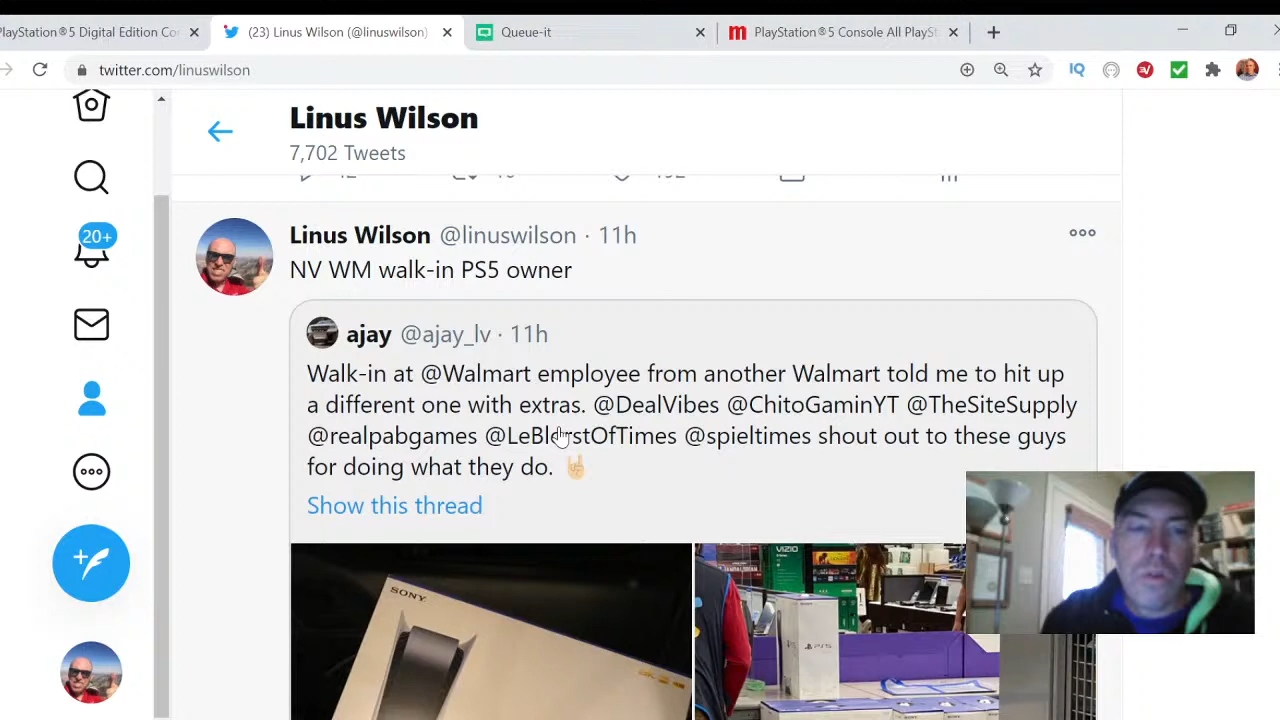 PlayStation®5 Digital Edition Co
(23) Linus Wilson (@linuswilson)
Queue-it
PlayStation®5 Console All PlaySt
twitter.com/linuswilson
Linus Wilson
7,702 Tweets
20+
Linus Wilson @linuswilson · 11h
NV WM walk-in PS5 owner
ajay @ajay_lv · 11h
Walk-in at @Walmart employee from another Walmart told me to hit up
a different one with extras. @DealVibes @ChitoGaminYT @TheSiteSupply
@realpabgames @LeBlorstOfTimes @spieltimes shout out to these guys
for doing what they do.
Show this thread
SONY
VIZIO
PS5